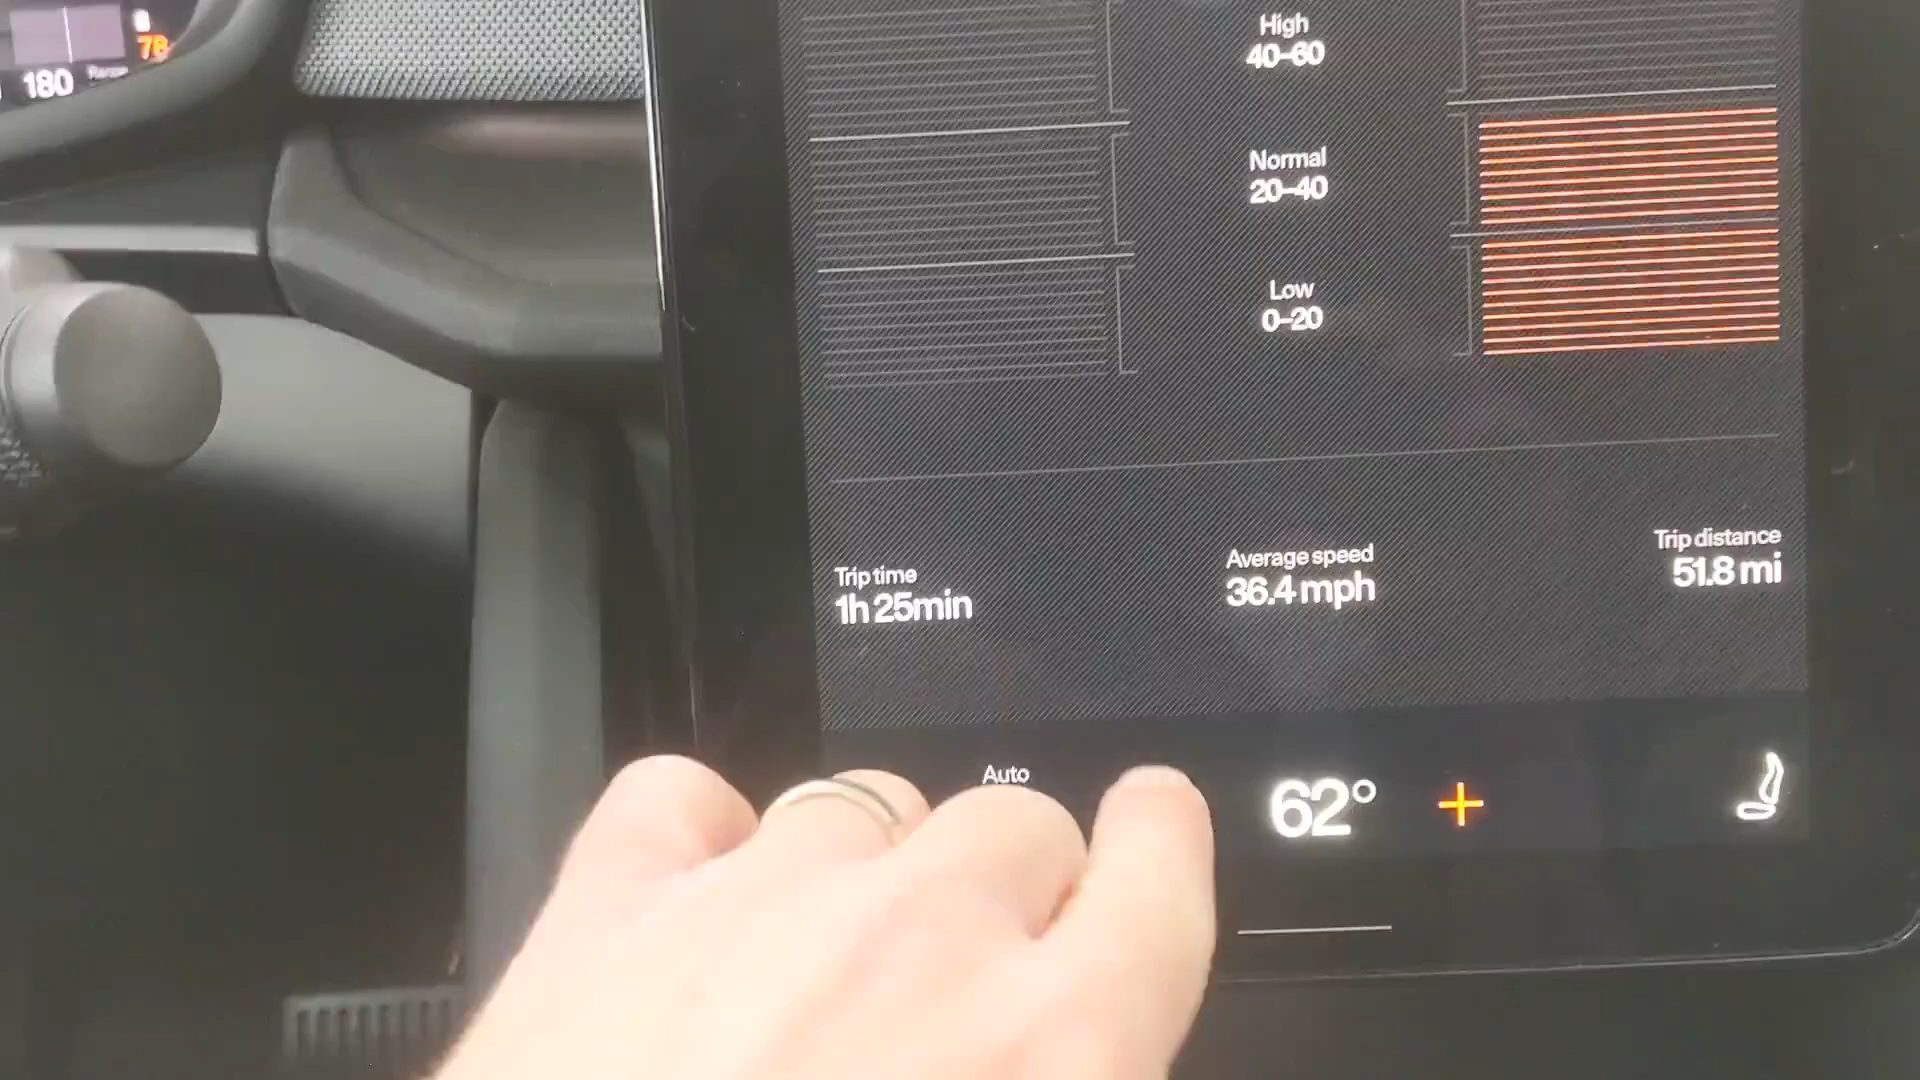 78
180
Range
High
40–60
Normal
20–40
Low
0–20
Trip time
1h 25min
Average speed
36.4 mph
Trip distance
51.8 mi
Auto
62°
+